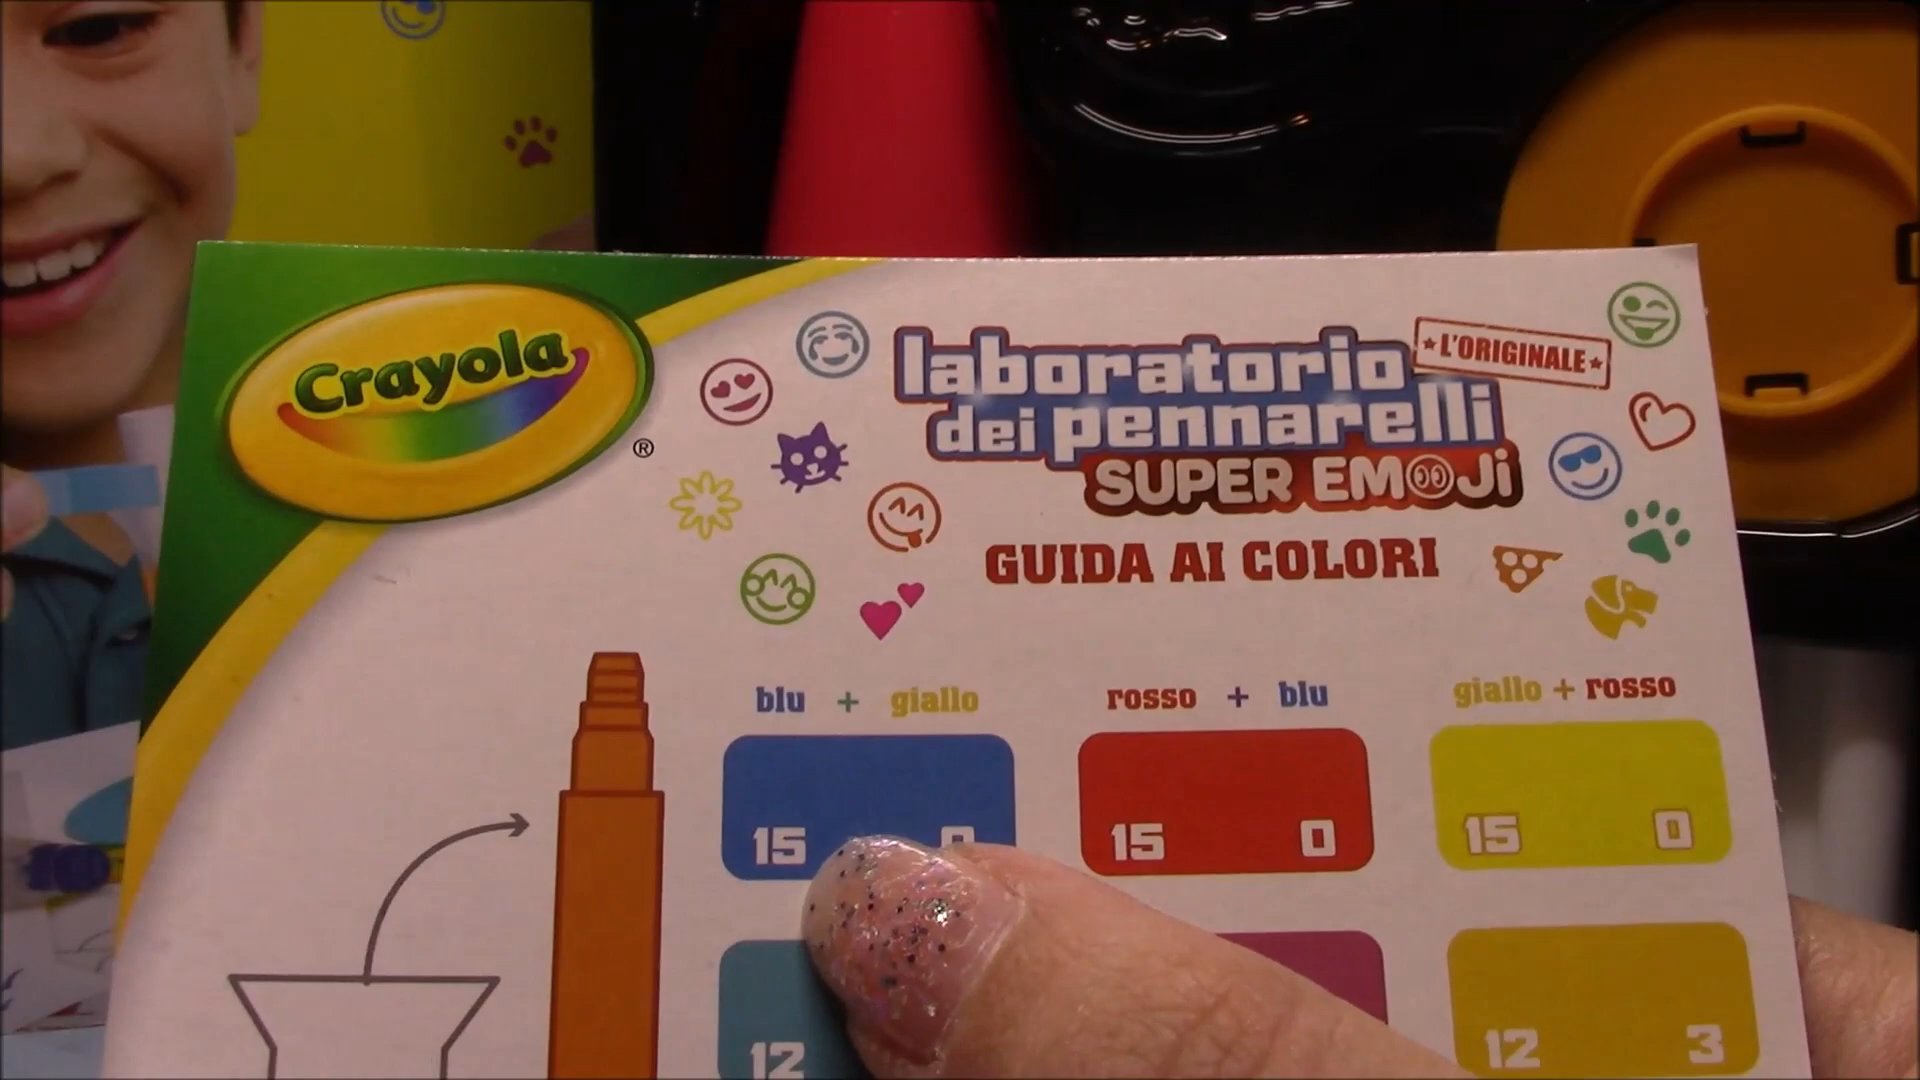 Crayola
®
laboratorio
★L'ORIGINALE★
dei pennarelli
SUPER EMOJi
GUIDA AI COLORI
blu + giallo
rosso + blu
giallo + rosso
15
15 0
15 0
12
12 3